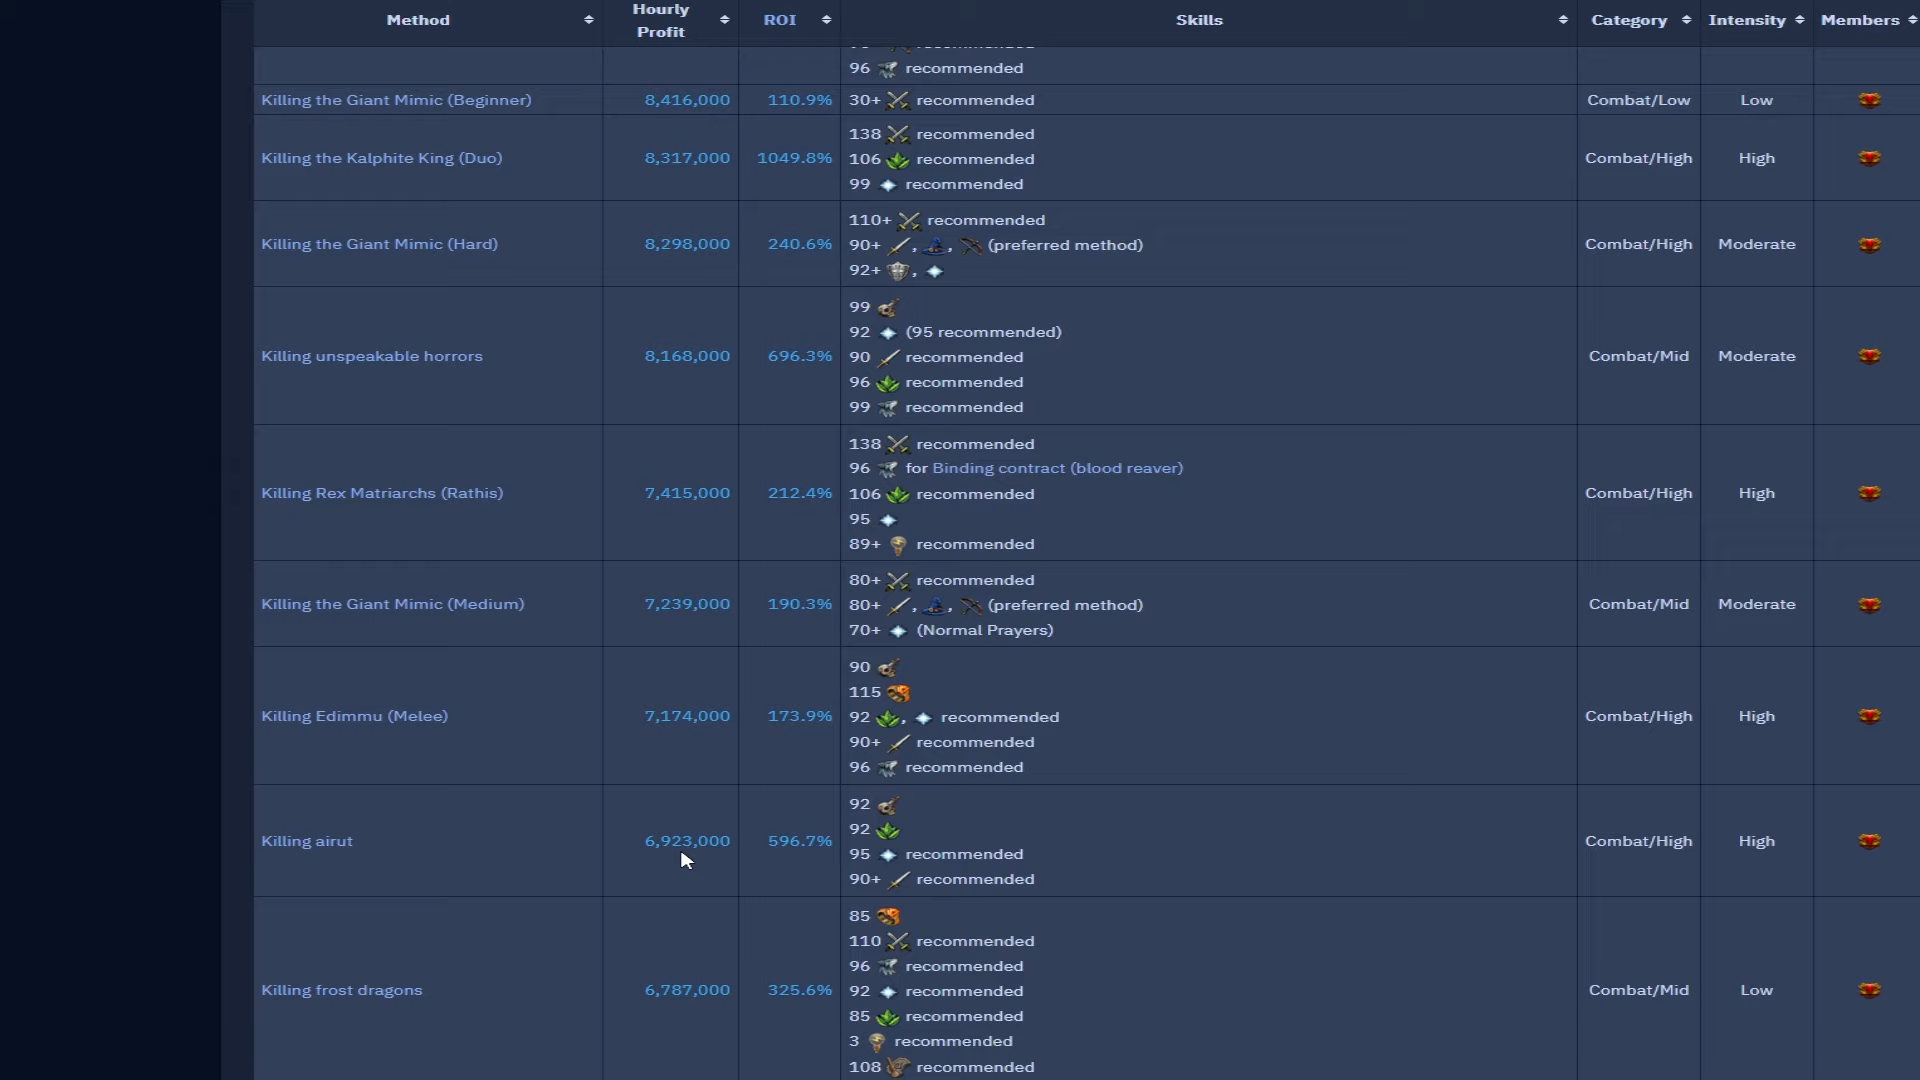 Method
Hourly
Profit
ROI
Skills
Category
Intensity
Members
recommended
96 recommended
Killing the Giant Mimic (Beginner) 8,416,000 110.9% 30+ recommended Combat/Low Low
138 recommended
Killing the Kalphite King (Duo) 8,317,000 1049.8% 106 recommended Combat/High High
99 recommended
110+ recommended
Killing the Giant Mimic (Hard) 8,298,000 240.6% 90+ , , (preferred method) Combat/High Moderate
92+ ,
99
92 (95 recommended)
Killing unspeakable horrors 8,168,000 696.3% 90 recommended Combat/Mid Moderate
96 recommended
99 recommended
138 recommended
96 for Binding contract (blood reaver)
Killing Rex Matriarchs (Rathis) 7,415,000 212.4% 106 recommended Combat/High High
95
89+ recommended
80+ recommended
Killing the Giant Mimic (Medium) 7,239,000 190.3% 80+ , , (preferred method) Combat/Mid Moderate
70+ (Normal Prayers)
90
115
Killing Edimmu (Melee) 7,174,000 173.9% 92 , recommended Combat/High High
90+ recommended
96 recommended
92
92
Killing airut 6,923,000 596.7% Combat/High High
95 recommended
90+ recommended
85
110 recommended
96 recommended
Killing frost dragons 6,787,000 325.6% 92 recommended Combat/Mid Low
85 recommended
3 recommended
108 recommended